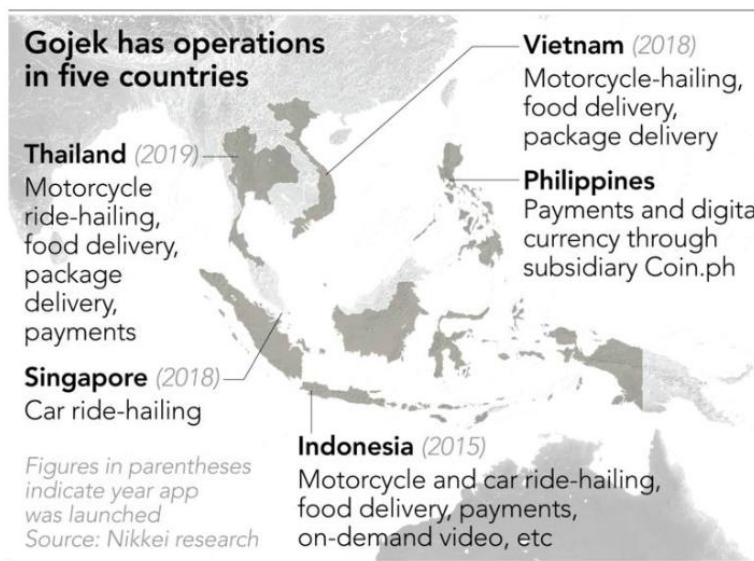 Gojek has operations
in five countries
Thailand (2019)
Motorcycle
ride-hailing,
food delivery,
package
delivery,
payments
Singapore (2018)
Car ride-hailing
Figures in parentheses
indicate year app
was launched
Source: Nikkei research
Vietnam (2018)
Motorcycle-hailing,
food delivery,
package delivery
Philippines
Payments and digita
currency through
subsidiary Coin.ph
Indonesia (2015)
Motorcycle and car ride-hailing,
food delivery, payments,
on-demand video, etc